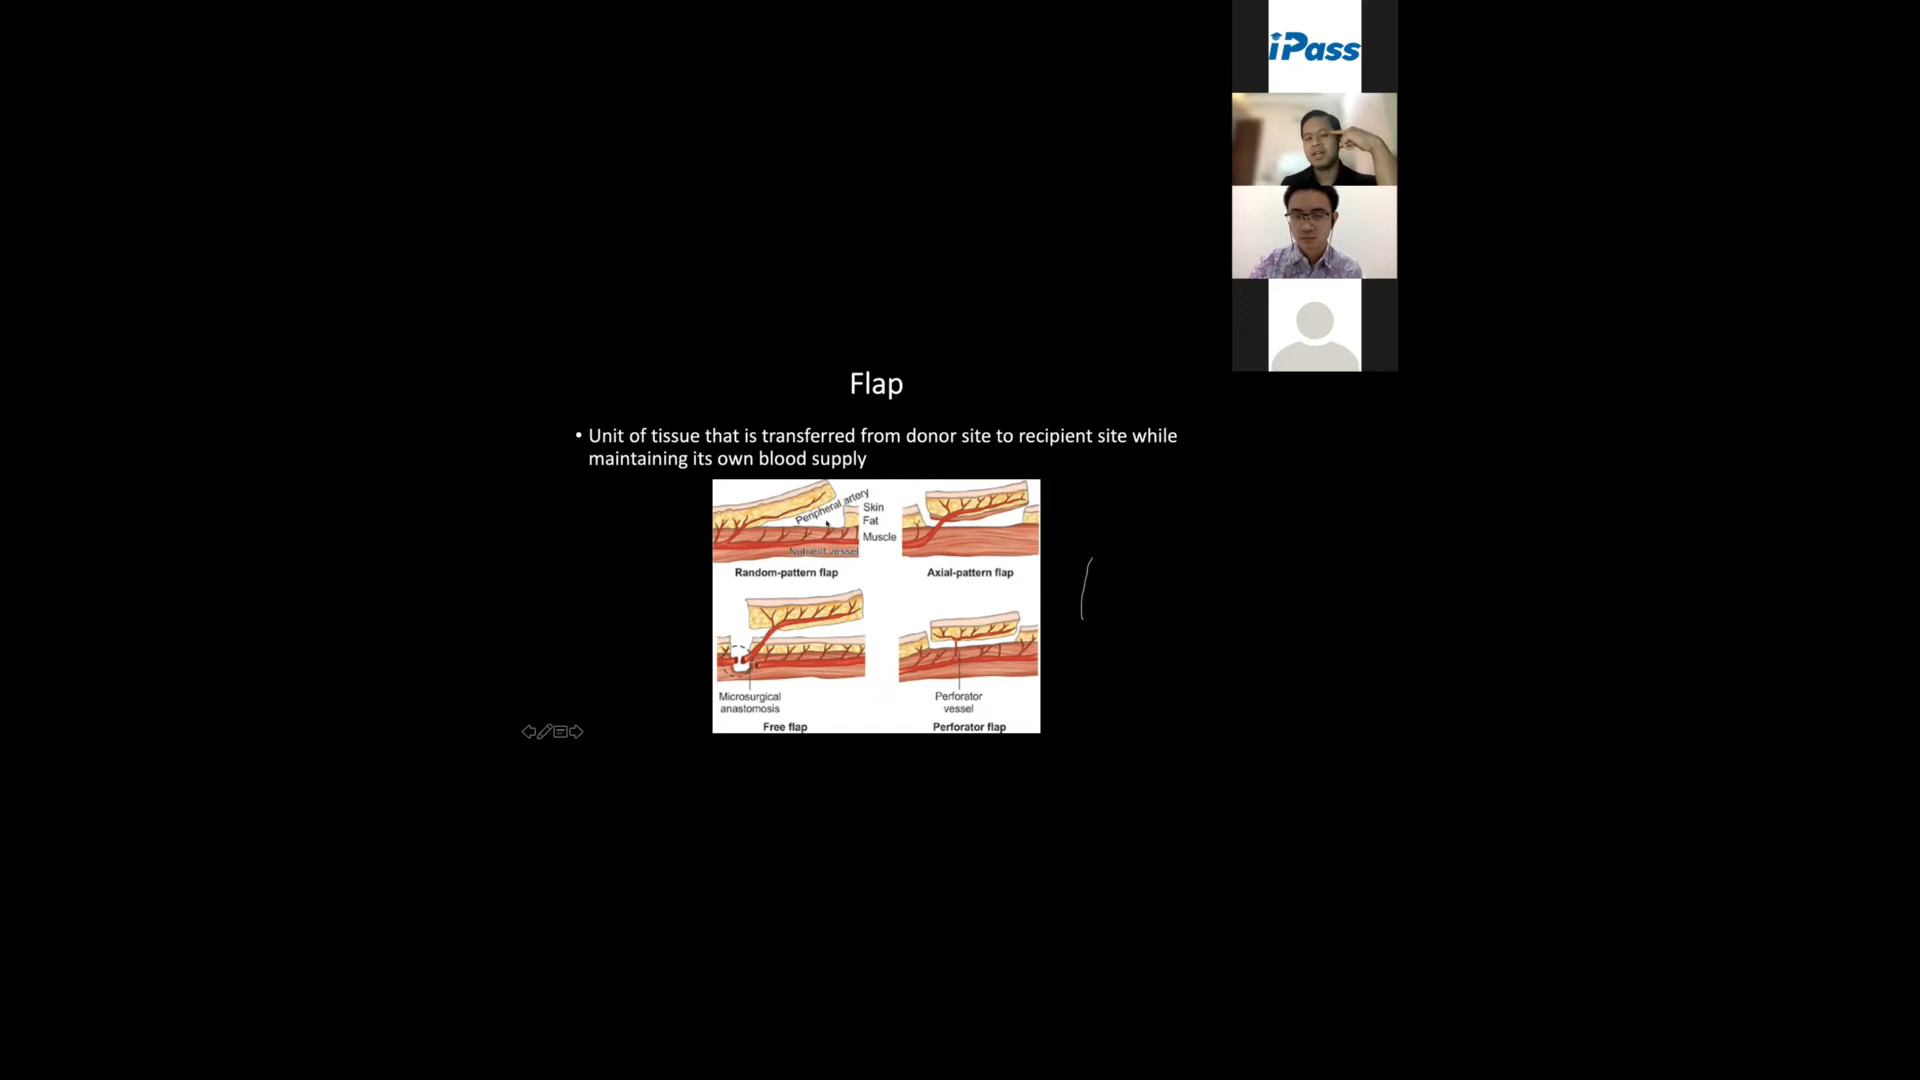 iPass
Flap
• Unit of tissue that is transferred from donor site to recipient site while
maintaining its own blood supply
Peripheral artery
Skin
Fat
Muscle
Nutrient vessel
Random-pattern flap
Axial-pattern flap
Microsurgical
anastomosis
Perforator
vessel
Free flap
Perforator flap